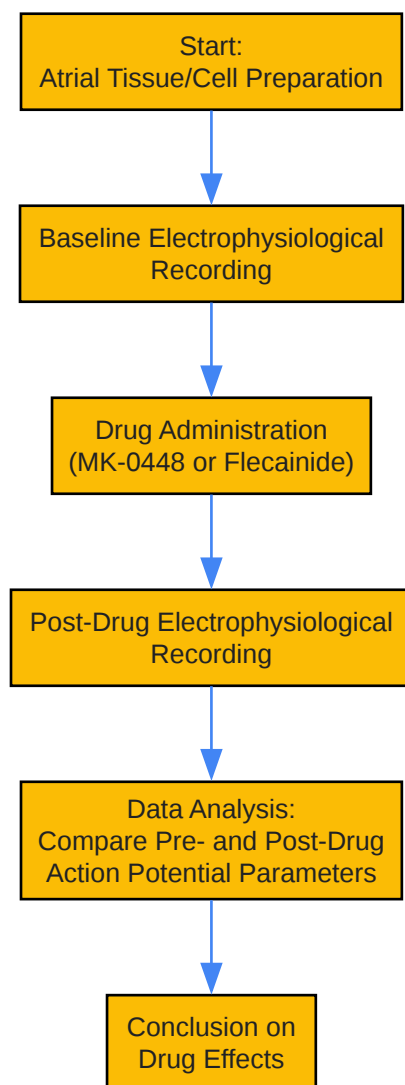 Start:
Atrial Tissue/Cell Preparation
Baseline Electrophysiological
Recording
Drug Administration
(MK-0448 or Flecainide)
Post-Drug Electrophysiological
Recording
Data Analysis:
Compare Pre- and Post-Drug
Action Potential Parameters
Conclusion on
Drug Effects